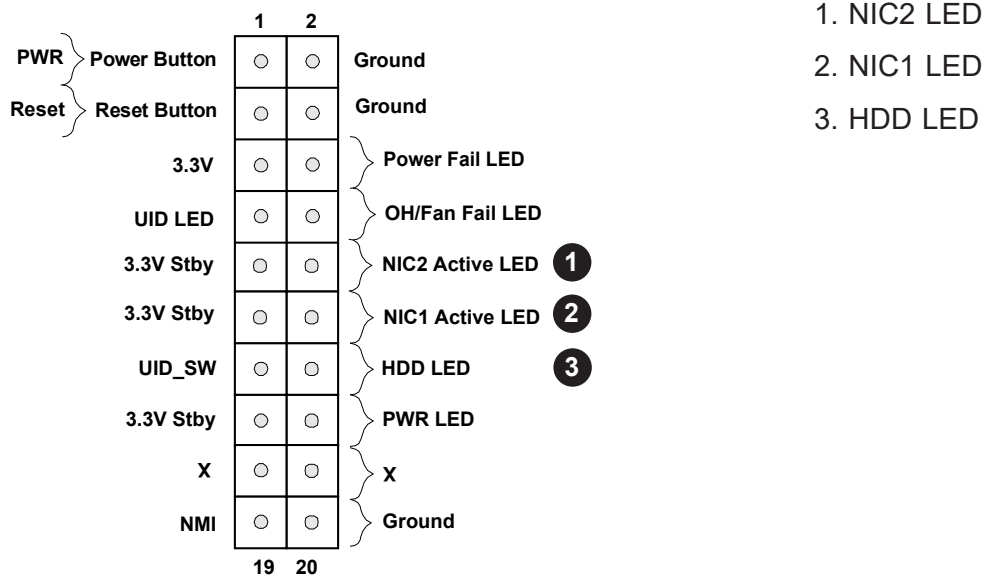 1 2
1. NIC2 LED
PWR Power Button Ground
2. NIC1 LED
Reset Reset Button Ground
3. HDD LED
3.3V Power Fail LED
UID LED OH/Fan Fail LED
3.3V Stby NIC2 Active LED 1
3.3V Stby NIC1 Active LED 2
UID_SW HDD LED 3
3.3V Stby PWR LED
X X
NMI Ground
19 20